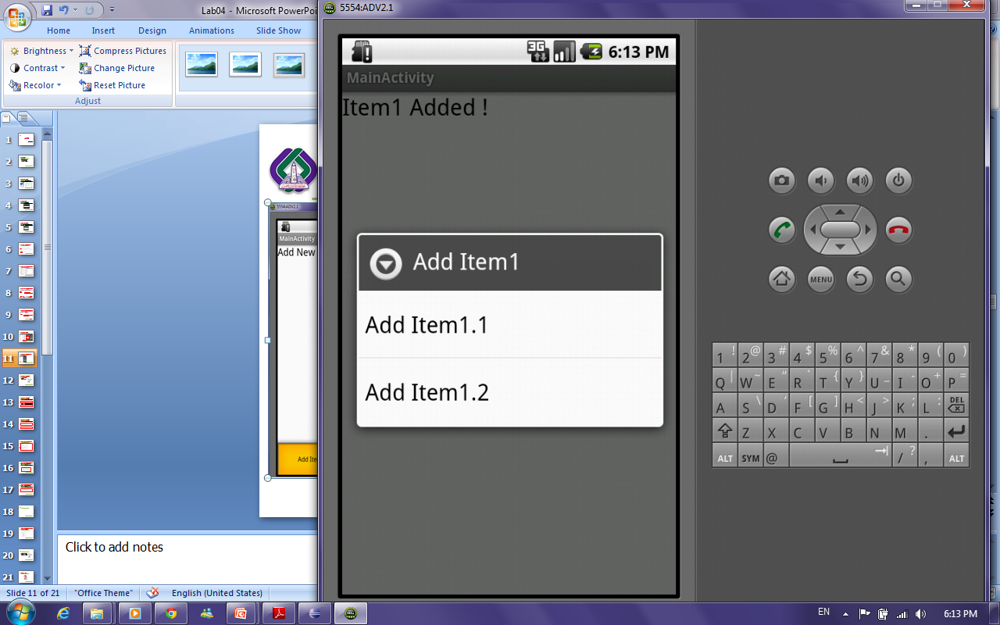 Lab04 - Microsoft PowerPoi
5554:ADV2.1
Home Insert Design Animations Slide Show
Brightness
Contrast
Recolor
Compress Pictures
Change Picture
Reset Picture
Adjust
1
2
3
4
5
6
7
8
9
10
11
12
13
14
15
16
17
18
19
20
21
5554:ADV2.1
MainActivity
Add New
Add Ite
Click to add notes
Slide 11 of 21 "Office Theme" English (United States)
3G 6:13 PM
MainActivity
Item1 Added !
Add Item1
Add Item1.1
Add Item1.2
MENU
1 ! 2 @ 3 # 4 $ 5 % 6 ^ 7 & 8 * 9 ( 0 )
Q | W ~ E " R ` T { Y } U _ I - O + P =
A S \ D ' F [ G ] H < J > K ; L : DEL
Z X C V B N M .
ALT SYM @ / ? , ALT
EN 6:13 PM